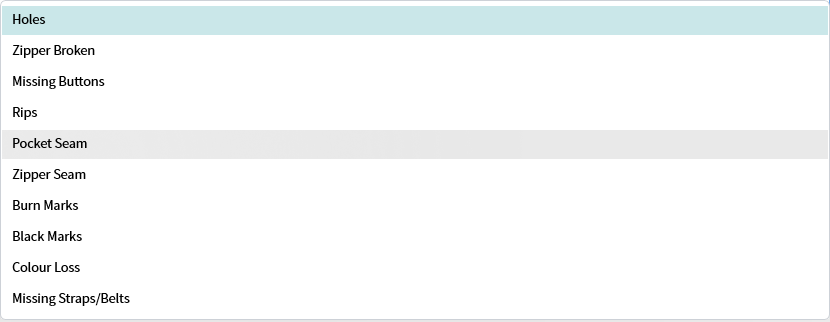 Holes
Zipper Broken
Missing Buttons
Rips
Pocket Seam
Zipper Seam
Burn Marks
Black Marks
Colour Loss
Missing Straps/Belts